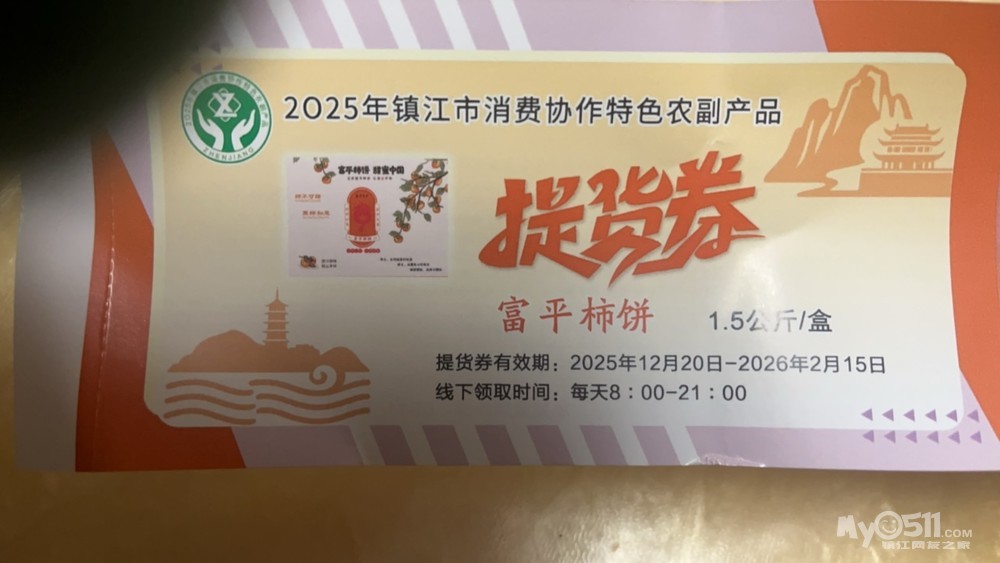 2025年镇江市消费协作特色农副产品
ZHENJIANG
富平柿饼 甜蜜中国
提货券
富平柿饼 1.5公斤/盒
提货券有效期：2025年12月20日-2026年2月15日
线下领取时间：每天8：00-21：00
My0511.COM
镇江网友之家